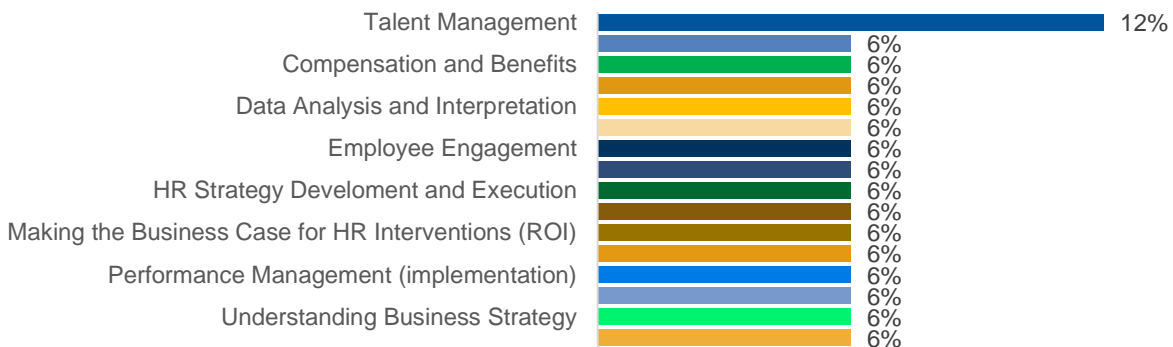 Talent Management 12%
6%
Compensation and Benefits 6%
6%
Data Analysis and Interpretation 6%
6%
Employee Engagement 6%
6%
HR Strategy Develoment and Execution 6%
6%
Making the Business Case for HR Interventions (ROI) 6%
6%
Performance Management (implementation) 6%
6%
Understanding Business Strategy 6%
6%